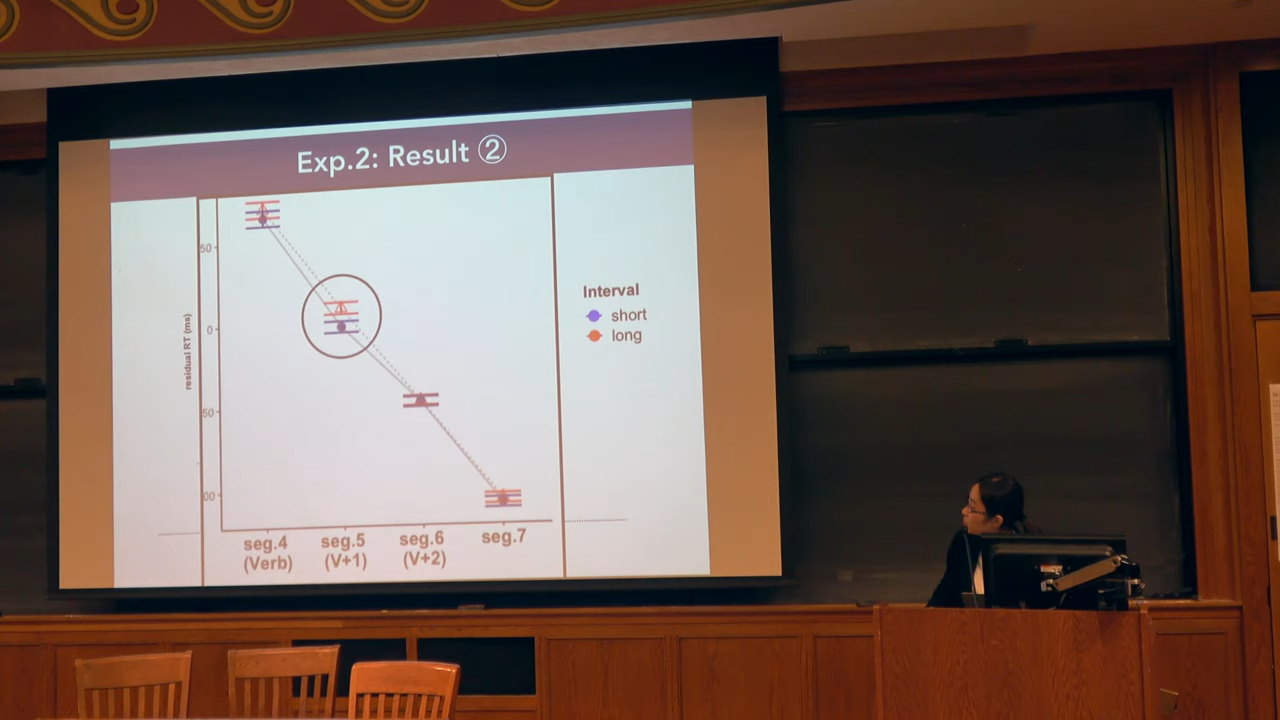 Exp.2: Result ②
residual RT (ms)
50
0
50
00
seg.4
(Verb)
seg.5
(V+1)
seg.6
(V+2)
seg.7
Interval
short
long